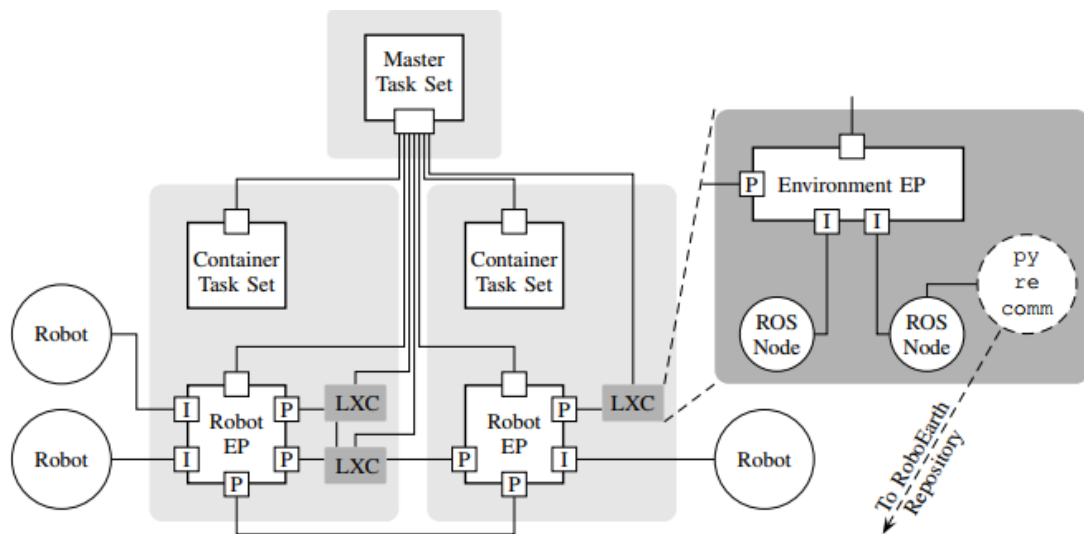 Master
Task Set
P
Environment EP
I
I
Container
Task Set
Container
Task Set
py
re
comm
Robot
ROS
Node
ROS
Node
I
P
LXC
P
LXC
Robot
EP
Robot
EP
Robot
I
P
LXC
P
I
Robot
P
P
To RoboEarth
Repository